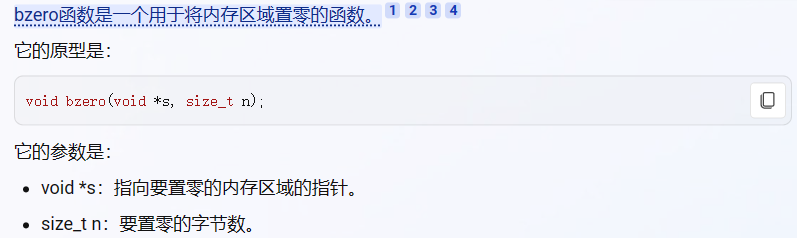 bzero函数是一个用于将内存区域置零的函数。 1 2 3 4
它的原型是：
void bzero(void *s, size_t n);
它的参数是：
• void *s：指向要置零的内存区域的指针。
• size_t n：要置零的字节数。